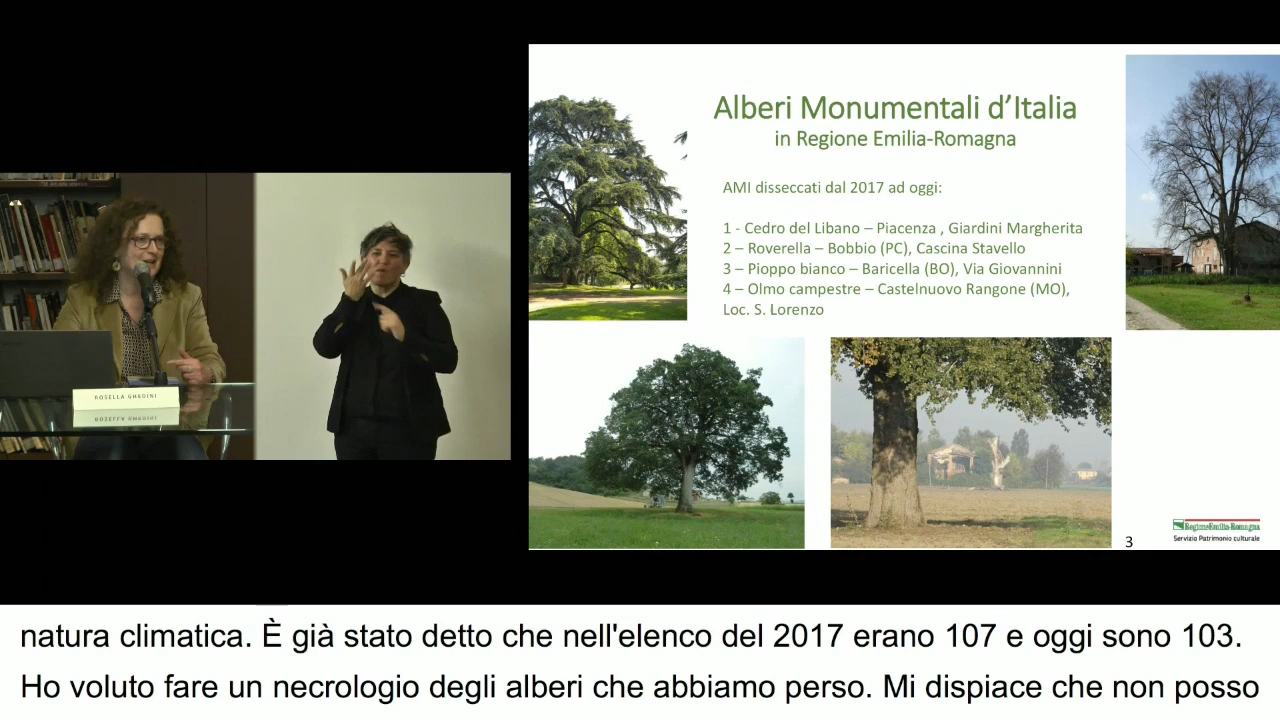 Alberi Monumentali d'Italia
in Regione Emilia-Romagna
AMI disseccati dal 2017 ad oggi:
1 - Cedro del Libano – Piacenza , Giardini Margherita
2 – Roverella – Bobbio (PC), Cascina Stavello
3 – Pioppo bianco – Baricella (BO), Via Giovannini
4 – Olmo campestre – Castelnuovo Rangone (MO),
Loc. S. Lorenzo
ROSELLA GHEDINI
3
RegioneEmilia-Romagna
Servizio Patrimonio culturale
natura climatica. È già stato detto che nell'elenco del 2017 erano 107 e oggi sono 103.
Ho voluto fare un necrologio degli alberi che abbiamo perso. Mi dispiace che non posso